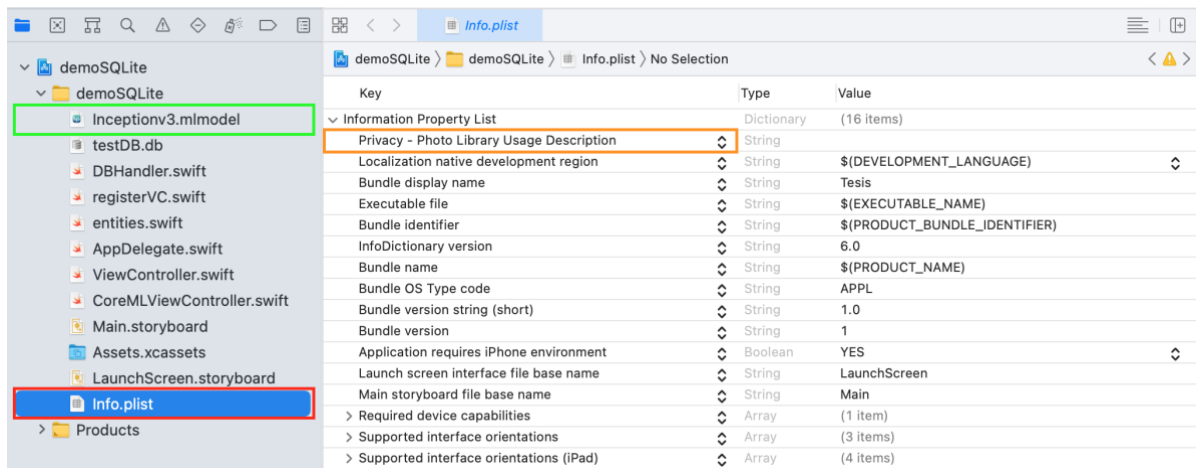 Info.plist
demoSQLite
demoSQLite
Inceptionv3.mlmodel
testDB.db
DBHandler.swift
registerVC.swift
entities.swift
AppDelegate.swift
ViewController.swift
CoreMLViewController.swift
Main.storyboard
Assets.xcassets
LaunchScreen.storyboard
Info.plist
Products
demoSQLite demoSQLite Info.plist No Selection
Key Type Value
Information Property List Dictionary (16 items)
Privacy - Photo Library Usage Description String
Localization native development region String $(DEVELOPMENT_LANGUAGE)
Bundle display name String Tesis
Executable file String $(EXECUTABLE_NAME)
Bundle identifier String $(PRODUCT_BUNDLE_IDENTIFIER)
InfoDictionary version String 6.0
Bundle name String $(PRODUCT_NAME)
Bundle OS Type code String APPL
Bundle version string (short) String 1.0
Bundle version String 1
Application requires iPhone environment Boolean YES
Launch screen interface file base name String LaunchScreen
Main storyboard file base name String Main
Required device capabilities Array (1 item)
Supported interface orientations Array (3 items)
Supported interface orientations (iPad) Array (4 items)